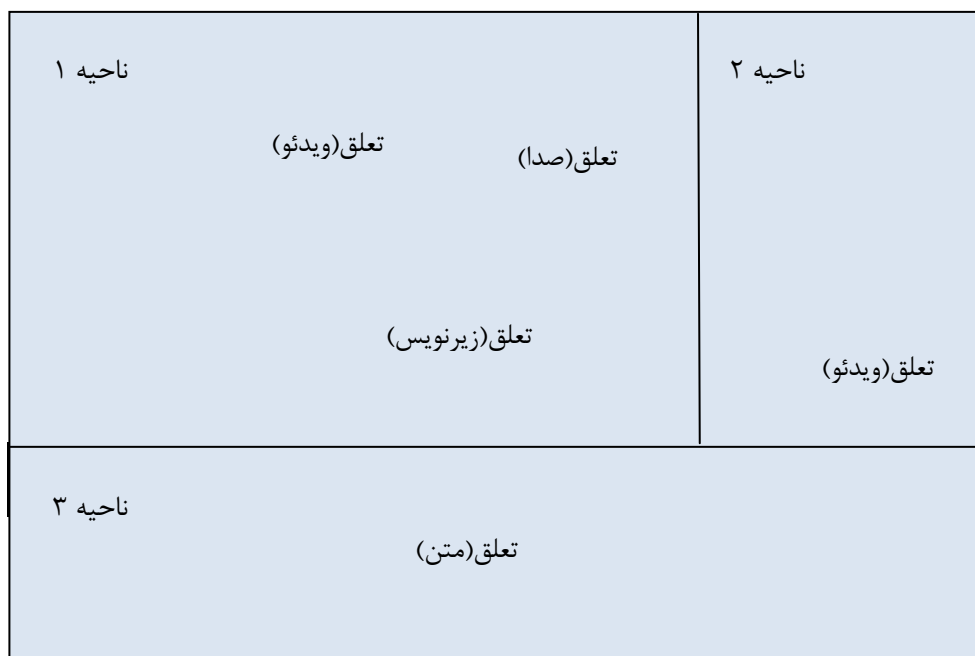 ناحیه ۱
تعلق(ویدئو)
تعلق(صدا)
تعلق(زیرنویس)
ناحیه ۲
تعلق(ویدئو)
ناحیه ۳
تعلق(متن)